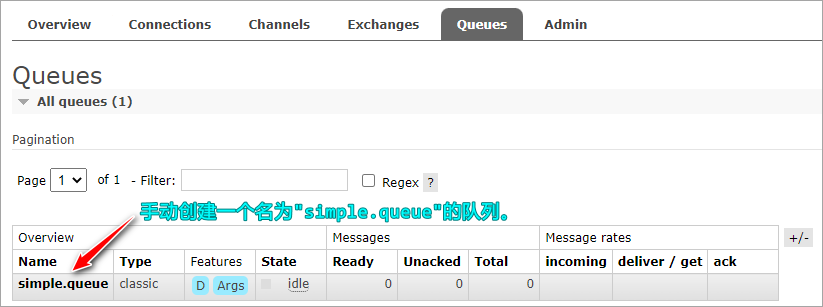 Overview Connections Channels Exchanges Queues Admin
Queues
All queues (1)
Pagination
Page 1 of 1 - Filter: Regex ?
手动创建一个名为"simple.queue"的队列。
Overview Messages Message rates +/-
Name Type Features State Ready Unacked Total incoming deliver / get ack
simple.queue classic D Args idle 0 0 0